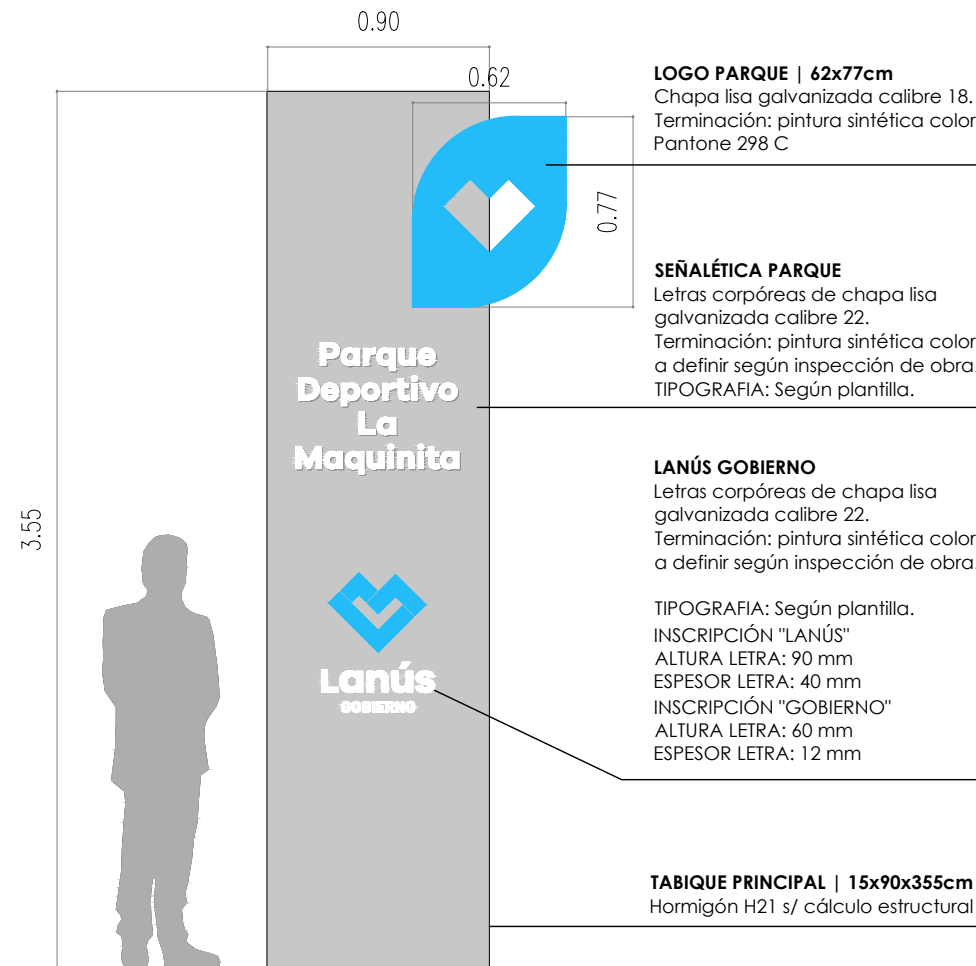 0.90
0.62
0.77
3.55
Parque
Deportivo
La
Maquinita
Lanús
GOBIERNO
LOGO PARQUE | 62x77cm
Chapa lisa galvanizada calibre 18.
Terminación: pintura sintética color
Pantone 298 C
SEÑALÉTICA PARQUE
Letras corpóreas de chapa lisa
galvanizada calibre 22.
Terminación: pintura sintética color
a definir según inspección de obra.
TIPOGRAFIA: Según plantilla.
LANÚS GOBIERNO
Letras corpóreas de chapa lisa
galvanizada calibre 22.
Terminación: pintura sintética color
a definir según inspección de obra.
TIPOGRAFIA: Según plantilla.
INSCRIPCIÓN "LANÚS"
ALTURA LETRA: 90 mm
ESPESOR LETRA: 40 mm
INSCRIPCIÓN "GOBIERNO"
ALTURA LETRA: 60 mm
ESPESOR LETRA: 12 mm
TABIQUE PRINCIPAL | 15x90x355cm
Hormigón H21 s/ cálculo estructural